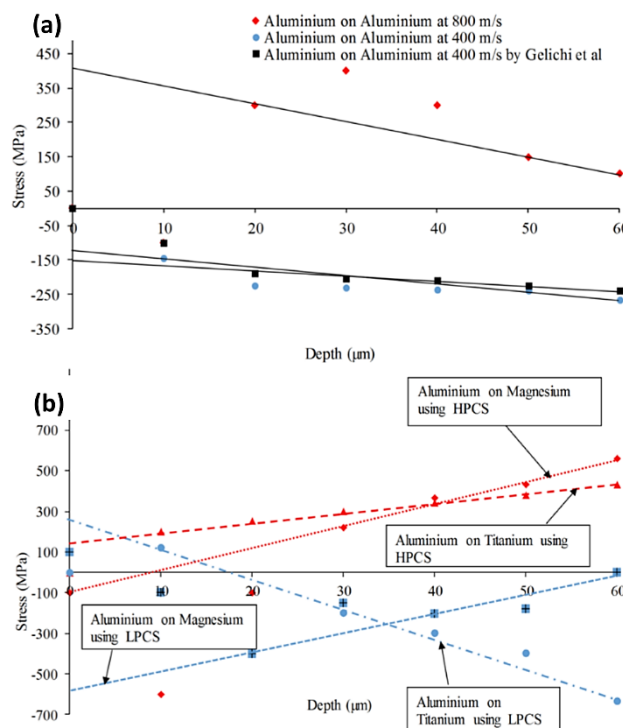 (a)
Aluminium on Aluminium at 800 m/s
Aluminium on Aluminium at 400 m/s
Aluminium on Aluminium at 400 m/s by Gelichi et al
450
350
250
150
50
-50
-150
-250
-350
Stress (MPa)
0
10
20
30
40
50
60
Depth (μm)
(b)
Aluminium on Magnesium
using HPCS
700
500
300
100
-100
-300
-500
-700
Stress (MPa)
0
10
20
30
40
50
60
Aluminium on Titanium using
HPCS
Aluminium on Magnesium
using LPCS
Depth (μm)
Aluminium on
Titanium using LPCS